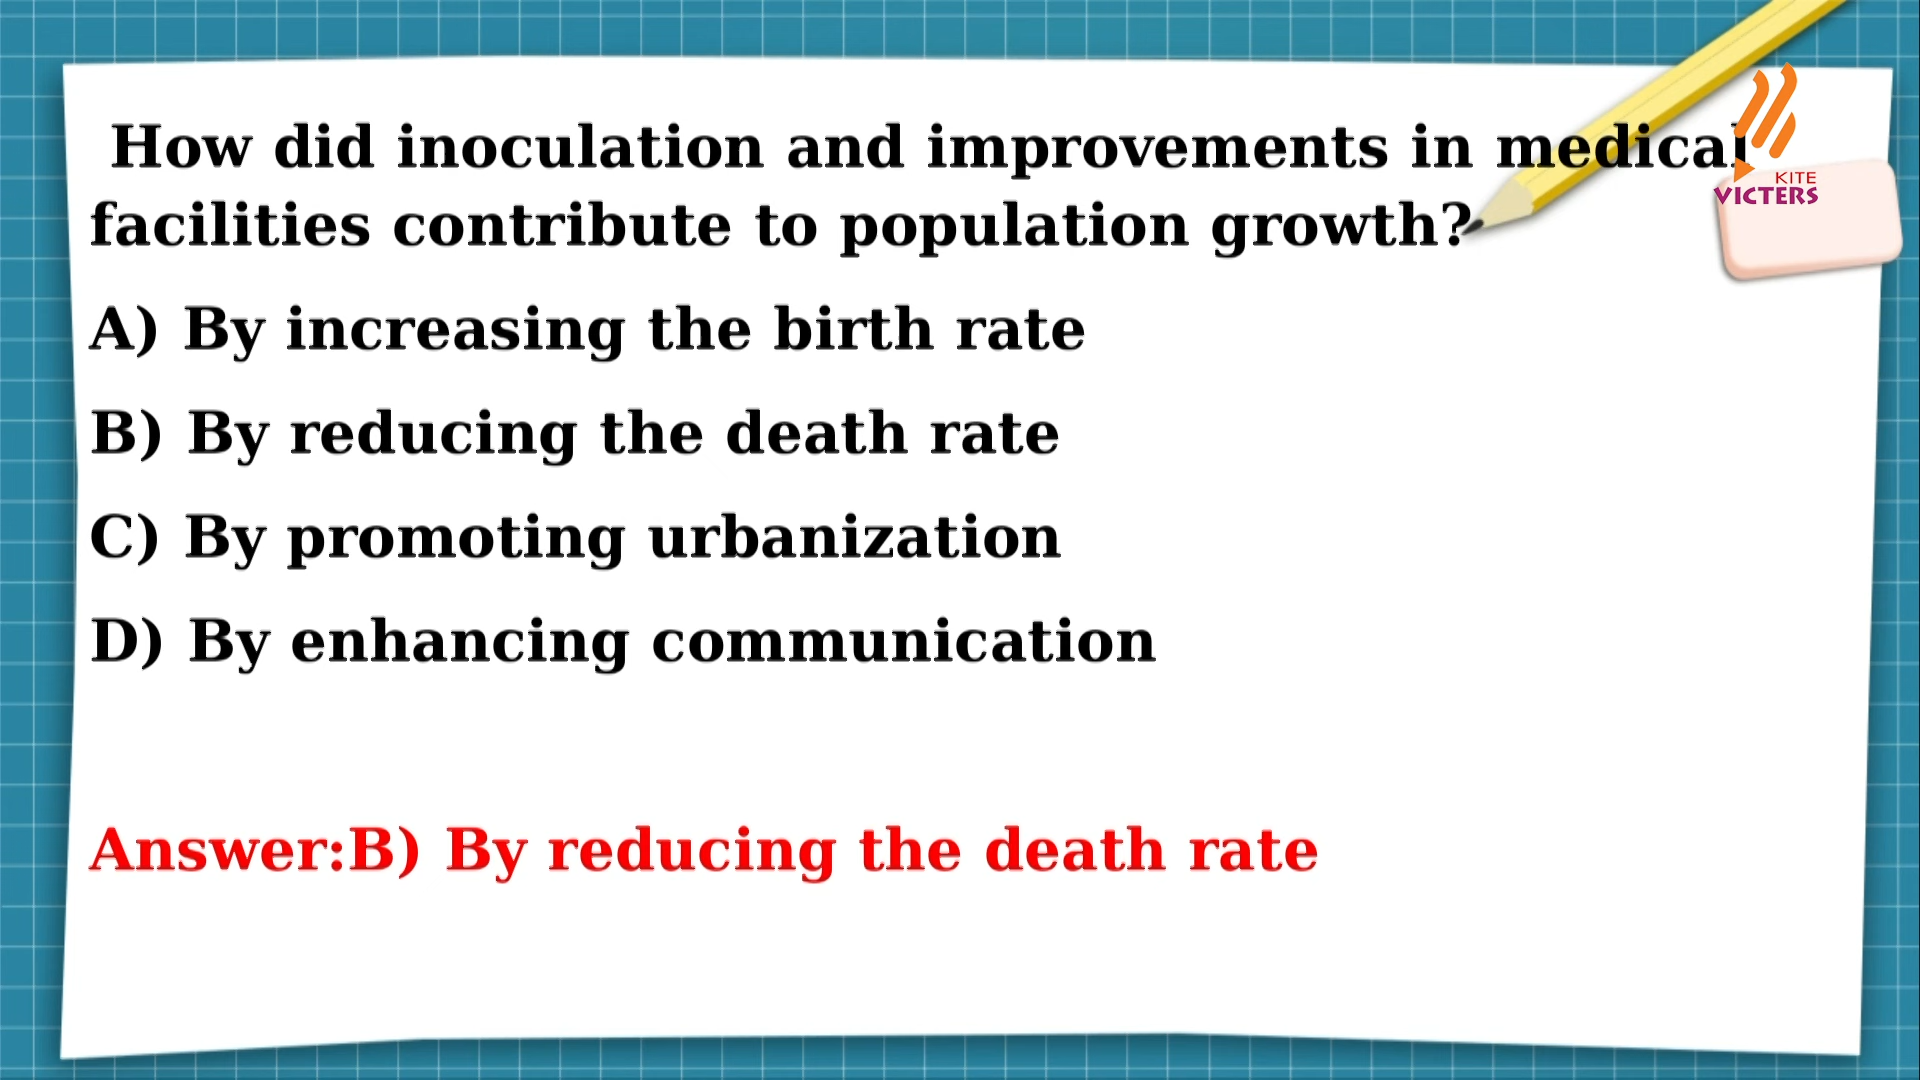 How did inoculation and improvements in medical
facilities contribute to population growth?
A) By increasing the birth rate
B) By reducing the death rate
C) By promoting urbanization
D) By enhancing communication
Answer:B) By reducing the death rate
KITE
VICTERS